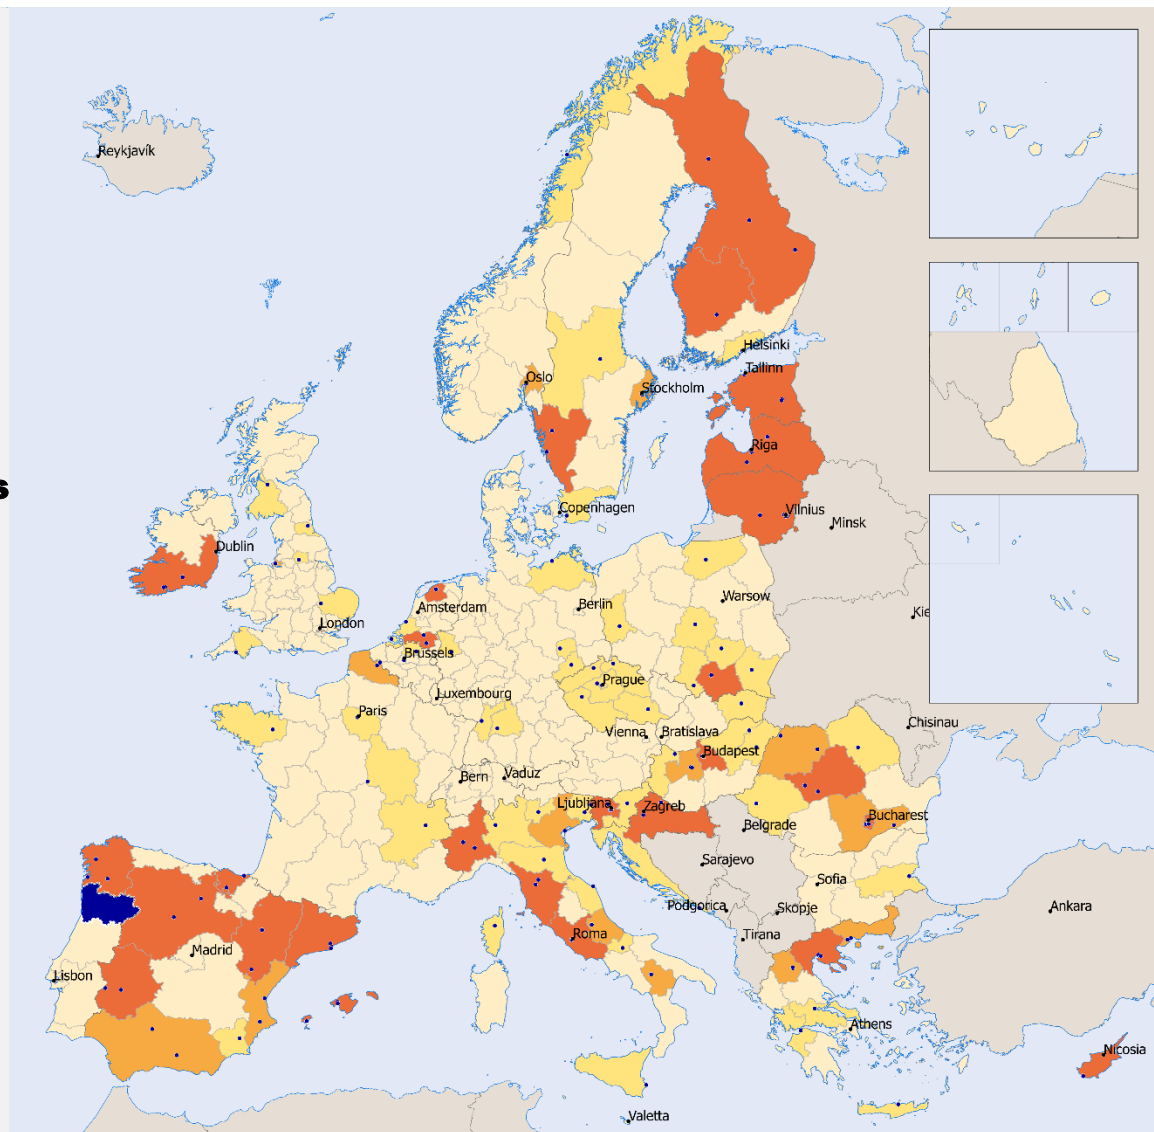 Reykjavík
Helsinki
Oslo
Tallinn
Stockholm
Riga
Copenhagen
Vilnius
Minsk
Dublin
Warsow
Amsterdam
Berlin
London
Brussels
Prague
Luxembourg
Paris
Chisinau
Vienna
Bratislava
Budapest
Bern
Vaduz
Ljubljana
Zagreb
Bucharest
Belgrade
Sarajevo
Sofia
Podgorica
Skopje
Ankara
Roma
Tirana
Madrid
Lisbon
Athens
Nicosia
Valetta
Kie
s